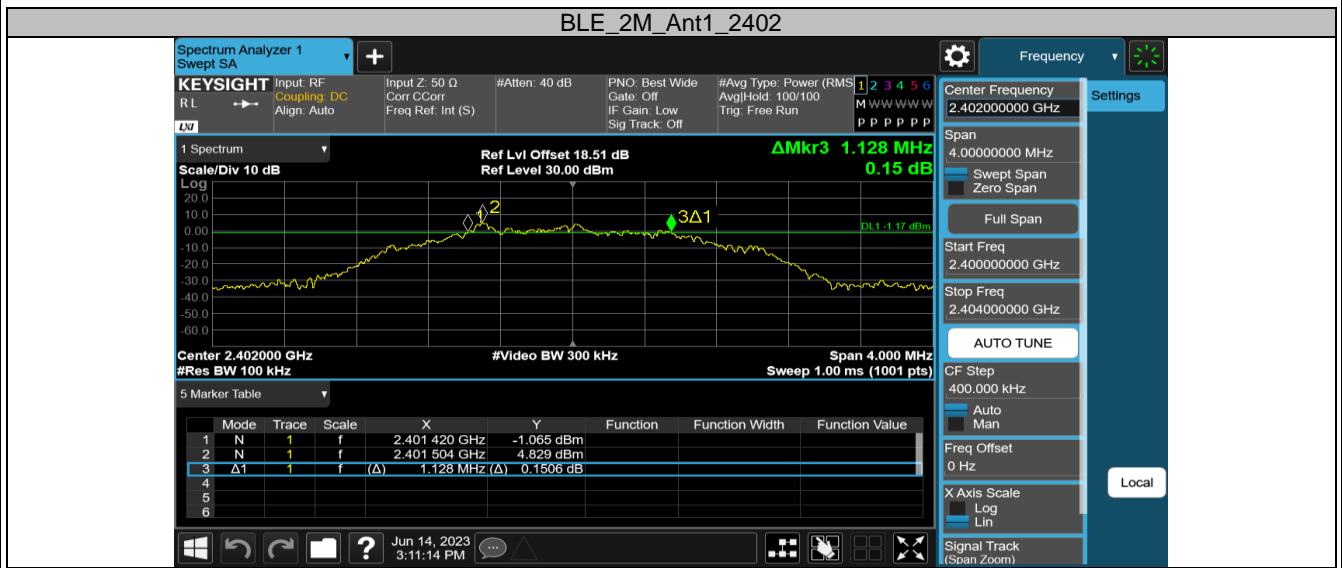 BLE_2M_Ant1_2402
Spectrum Analyzer 1
Swept SA
+
Frequency
KEYSIGHT
RL
LXI
Input: RF
Coupling: DC
Align: Auto
Input Z: 50 Ω
Corr CCorr
Freq Ref: Int (S)
#Atten: 40 dB
PNO: Best Wide
Gate: Off
IF Gain: Low
Sig Track: Off
#Avg Type: Power (RMS
Avg|Hold: 100/100
Trig: Free Run
1 2 3 4 5 6
M W W W W W
P P P P P P
1 Spectrum
Scale/Div 10 dB
Ref Lvl Offset 18.51 dB
Ref Level 30.00 dBm
ΔMkr3 1.128 MHz
0.15 dB
Log
20.0
10.0
0.00
-10.0
-20.0
-30.0
-40.0
-50.0
-60.0
1
2
3Δ1
DL1 -1.17 dBm
Center 2.402000 GHz
#Video BW 300 kHz
Span 4.000 MHz
#Res BW 100 kHz
Sweep 1.00 ms (1001 pts)
5 Marker Table
Mode Trace Scale X Y Function Function Width Function Value
1 N 1 f 2.401 420 GHz -1.065 dBm
2 N 1 f 2.401 504 GHz 4.829 dBm
3 Δ1 1 f (Δ) 1.128 MHz (Δ) 0.1506 dB
4
5
6
?
Jun 14, 2023
3:11:14 PM
Center Frequency
2.402000000 GHz
Span
4.00000000 MHz
Swept Span
Zero Span
Full Span
Start Freq
2.400000000 GHz
Stop Freq
2.404000000 GHz
AUTO TUNE
CF Step
400.000 kHz
Auto
Man
Freq Offset
0 Hz
X Axis Scale
Log
Lin
Signal Track
(Span Zoom)
Settings
Local